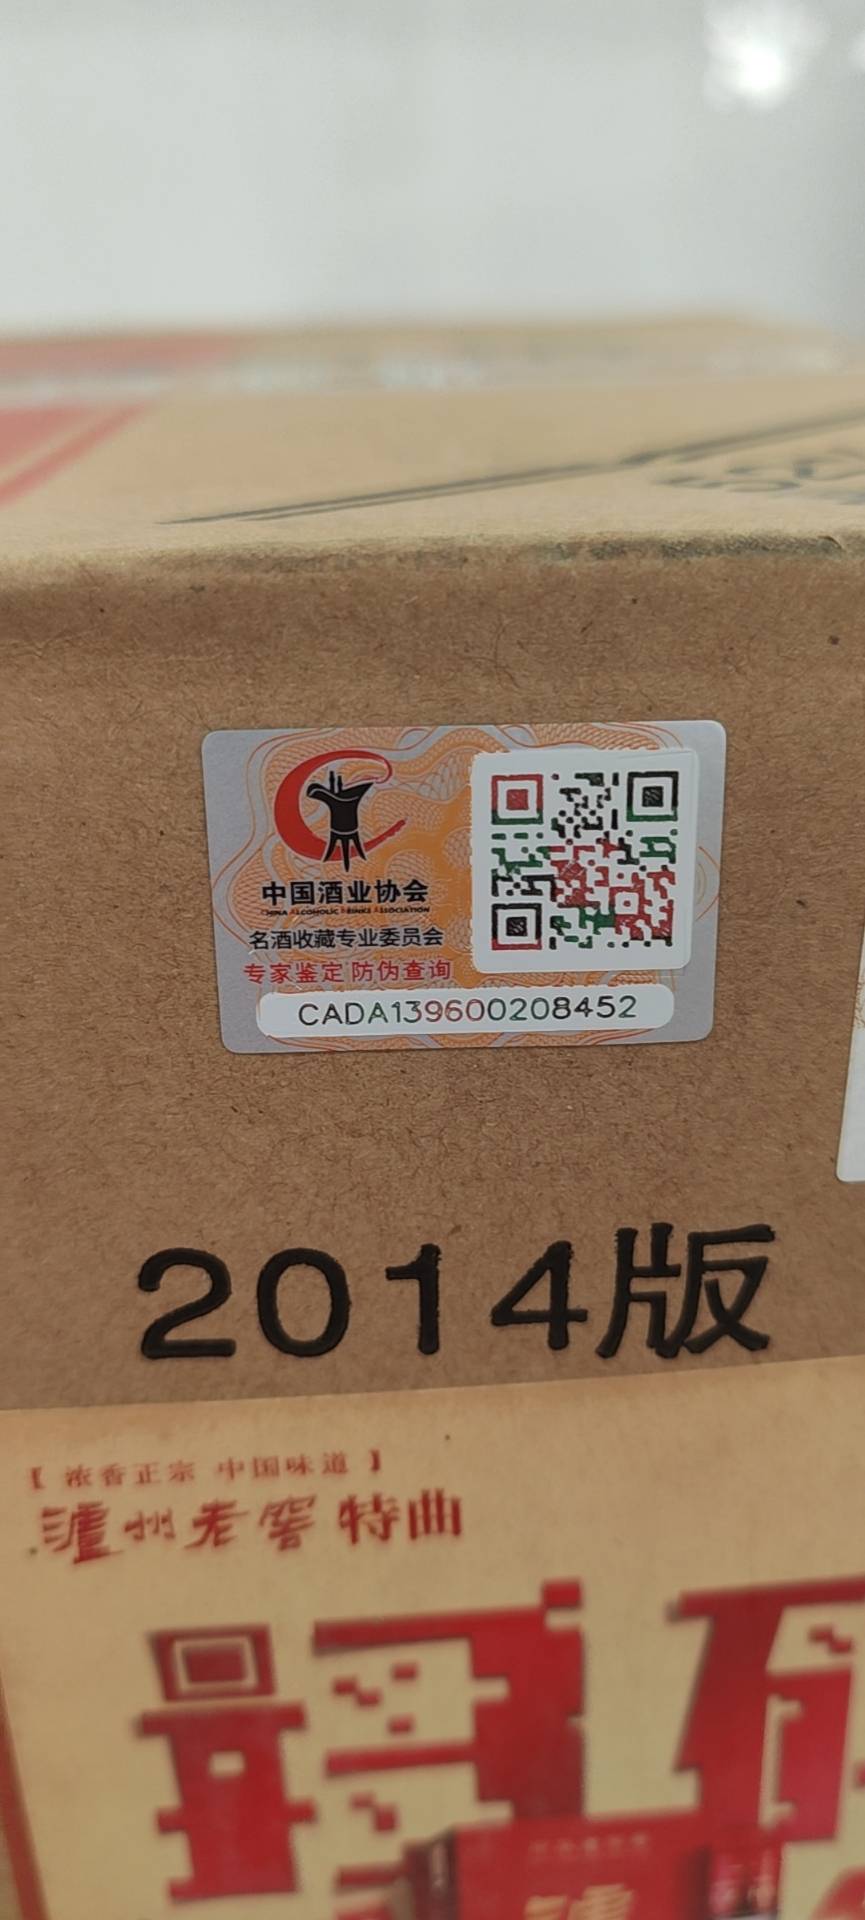 中国酒业协会
CHINA ALCOHOLIC DRINKS ASSOCIATION
名酒收藏专业委员会
专家鉴定 防伪查询
CADA139600208452
2014版
【 浓香正宗 中国味道 】
泸州老窖 特曲